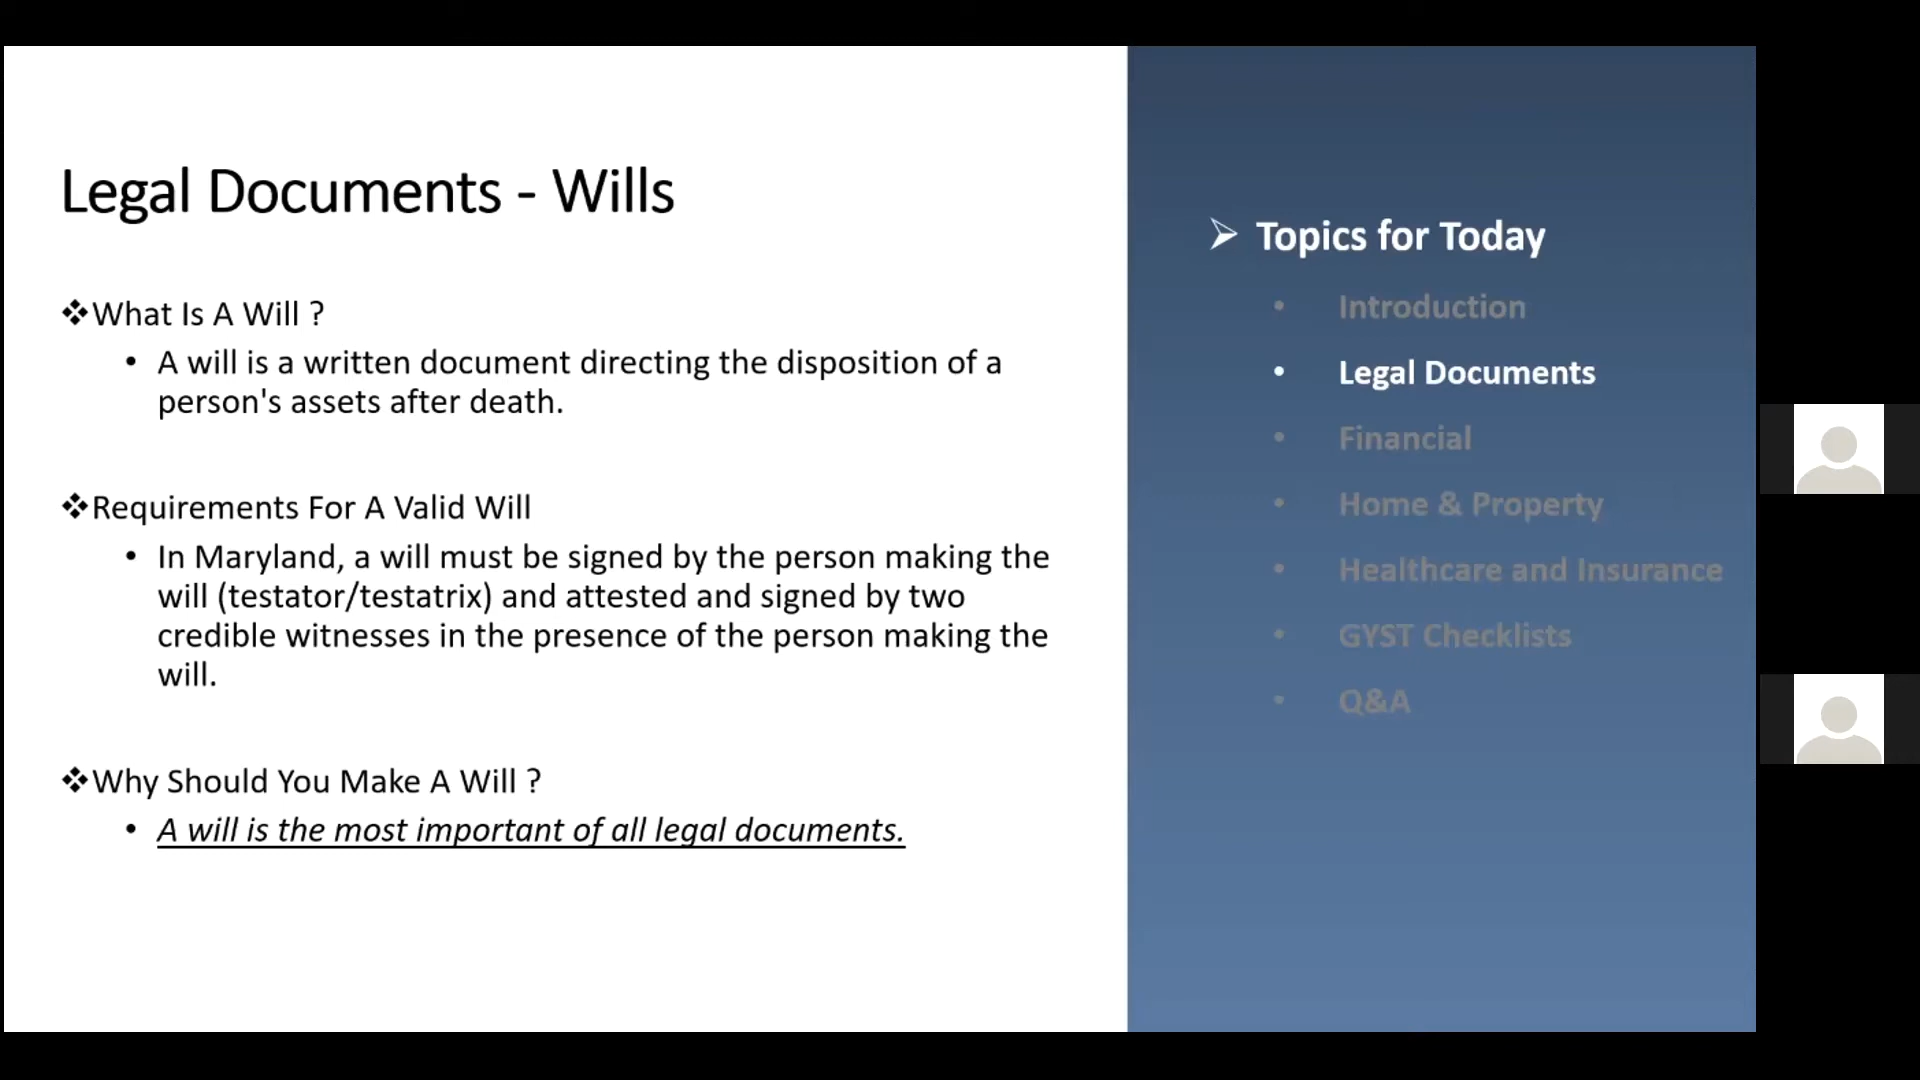 Legal Documents - Wills
❖What Is A Will ?
• A will is a written document directing the disposition of a
person's assets after death.
❖Requirements For A Valid Will
• In Maryland, a will must be signed by the person making the
will (testator/testatrix) and attested and signed by two
credible witnesses in the presence of the person making the
will.
❖Why Should You Make A Will ?
• A will is the most important of all legal documents.
➢ Topics for Today
• Introduction
• Legal Documents
• Financial
• Home & Property
• Healthcare and Insurance
• GYST Checklists
• Q&A